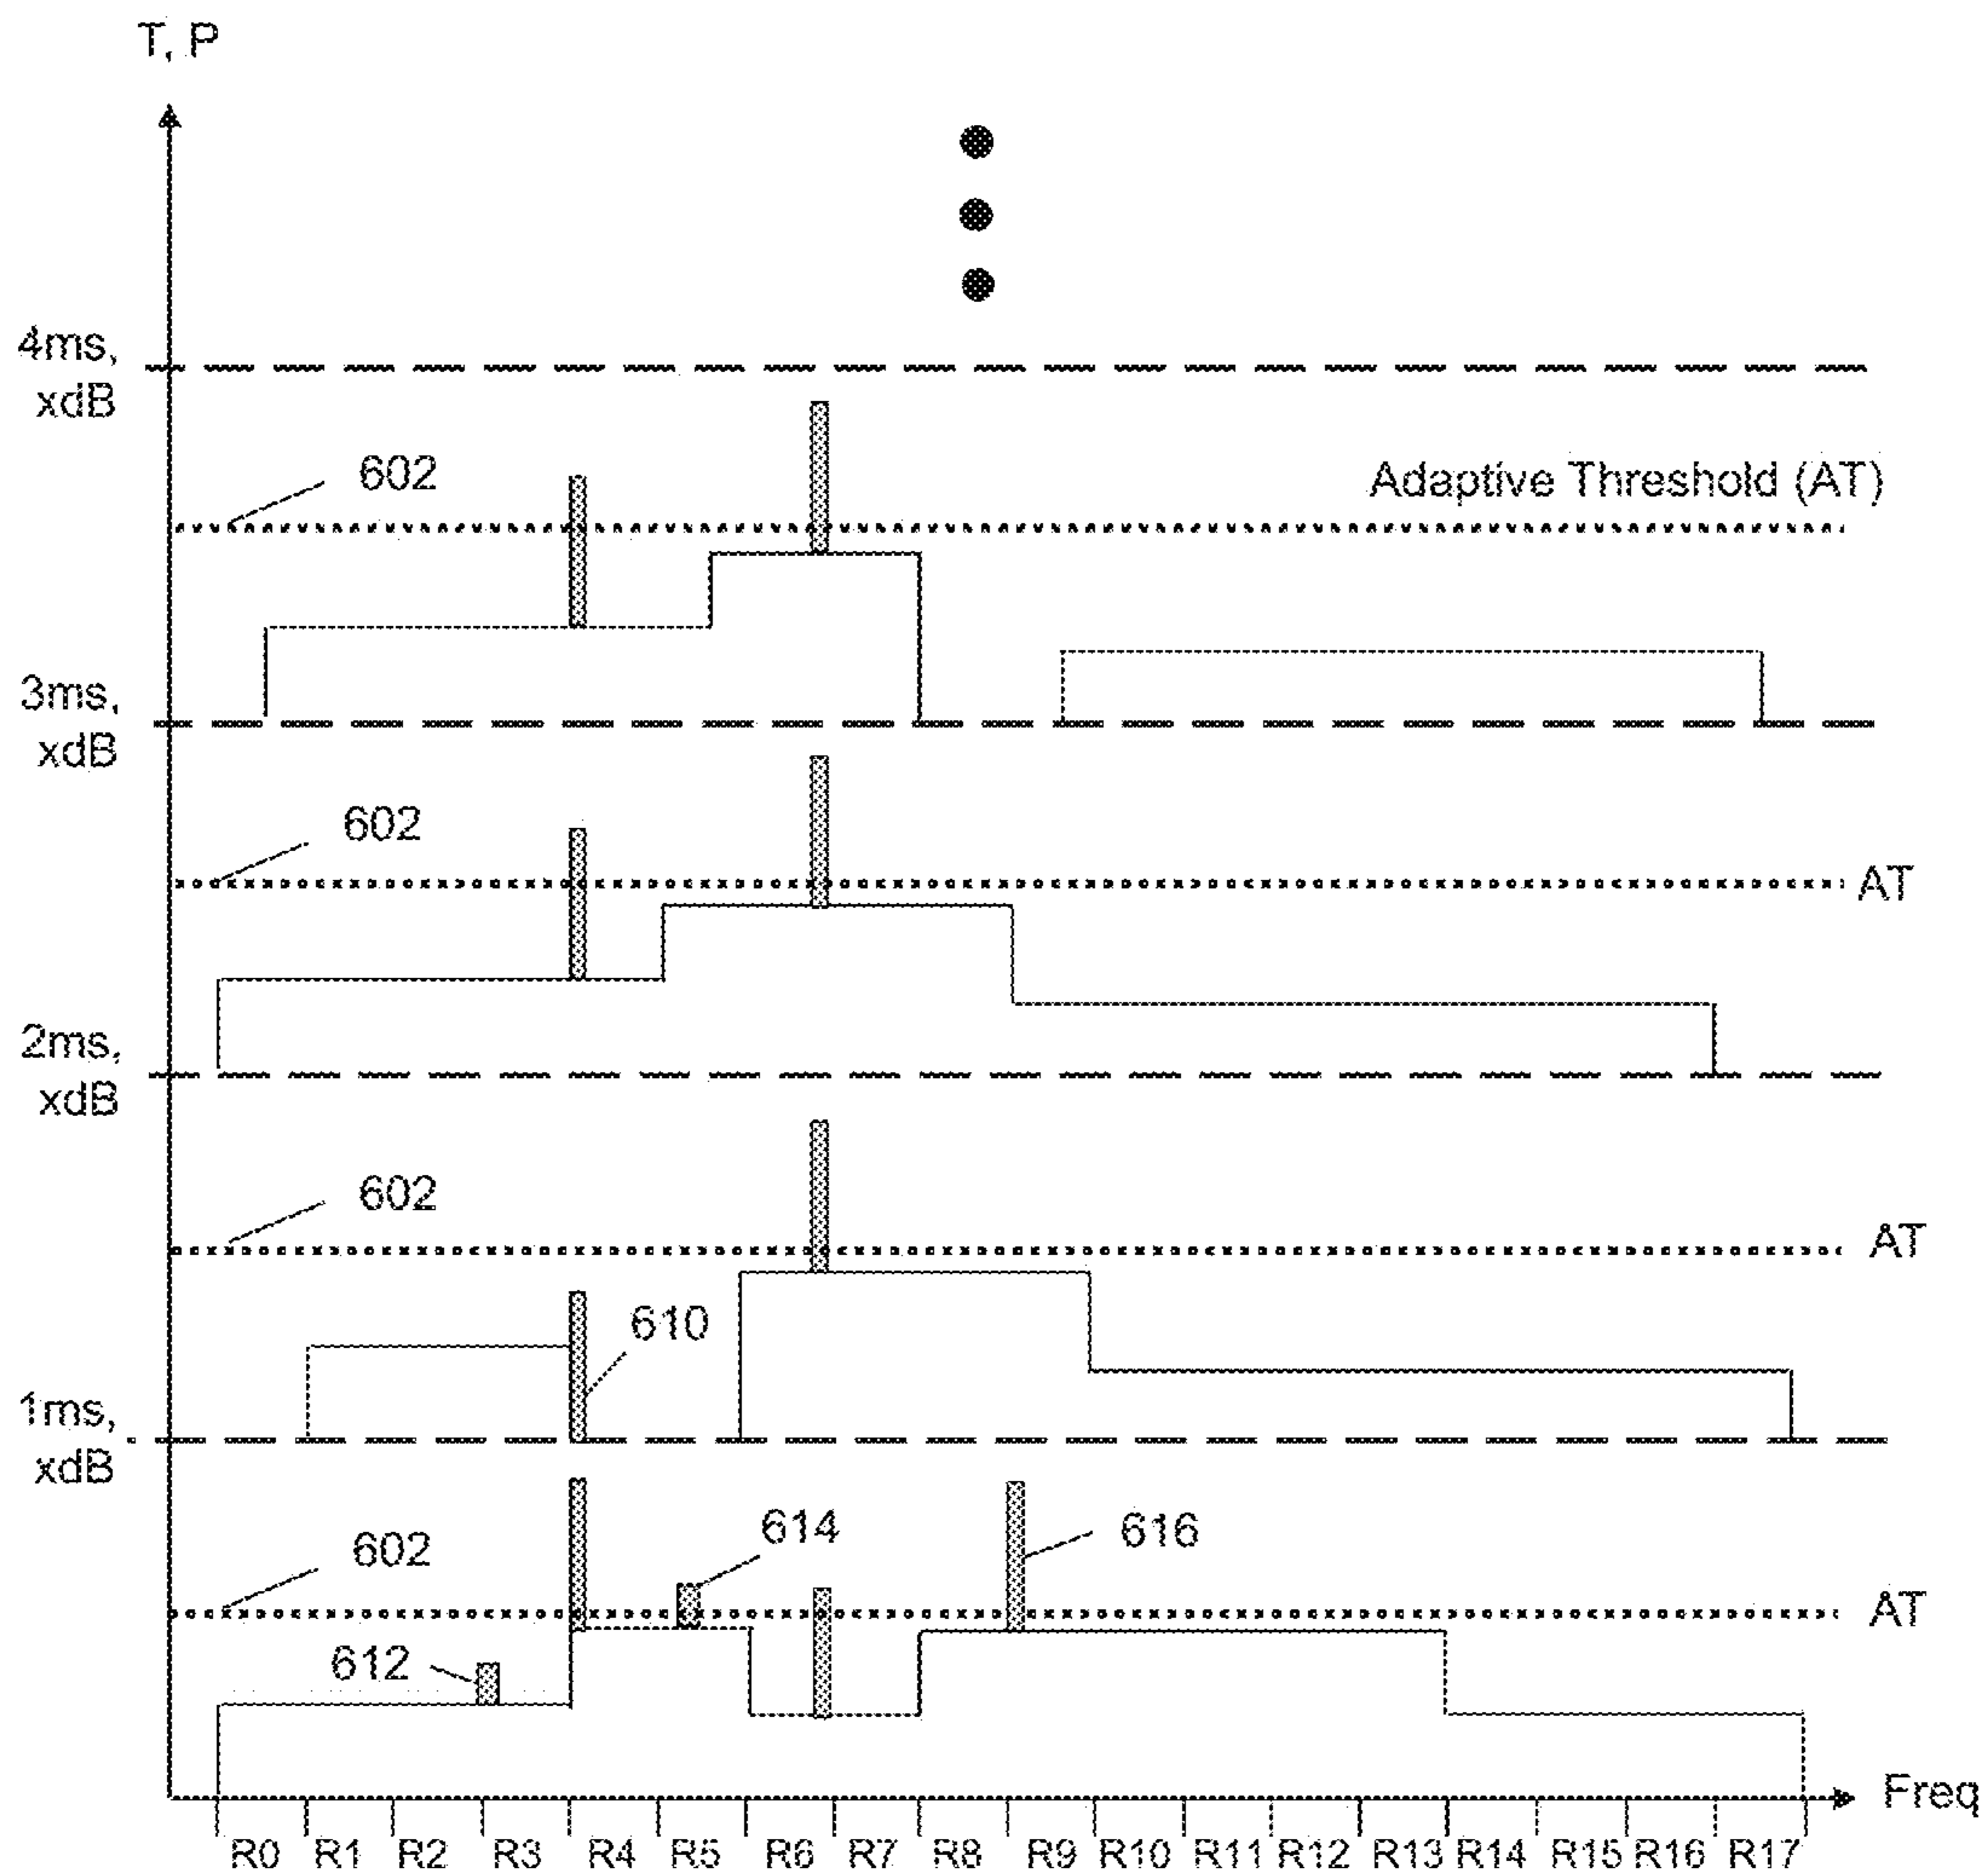 T, P
4ms,
xdB
602
Adaptive Threshold (AT)
3ms,
xdB
602
AT
2ms,
xdB
602
AT
610
1ms,
xdB
602
614
616
AT
612
Freq
R0 R1 R2 R3 R4 R5 R6 R7 R8 R9 R10 R11 R12 R13 R14 R15 R16 R17